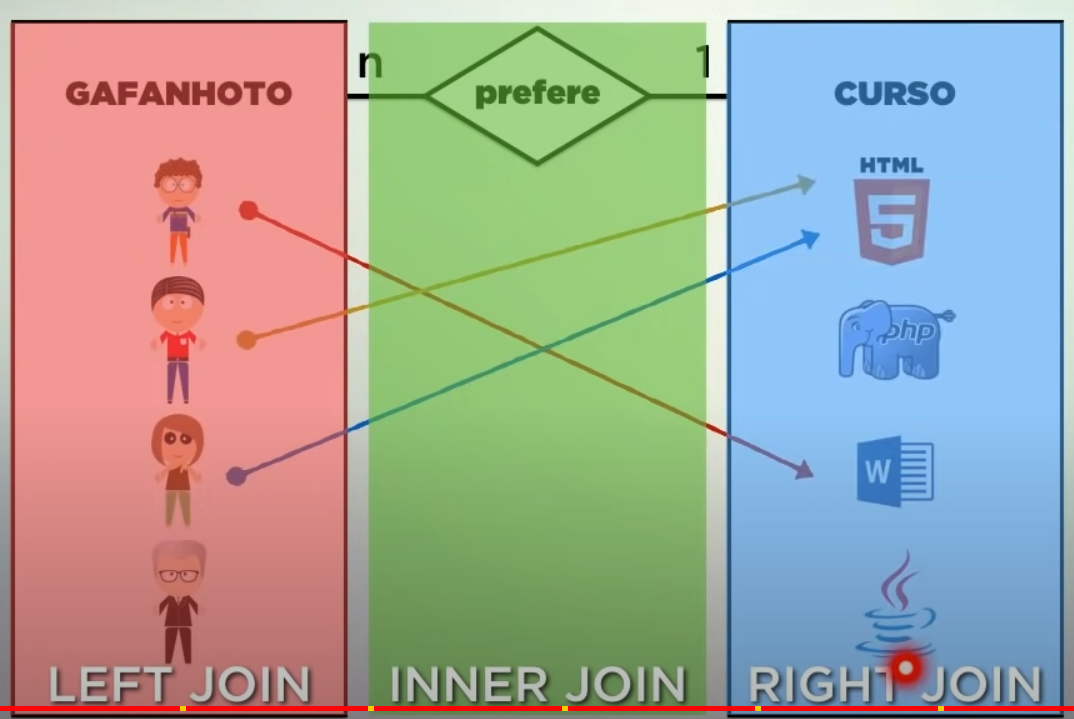 n
prefere
1
GAFANHOTO
CURSO
HTML
5
php
W
LEFT JOIN
INNER JOIN
RIGHT JOIN